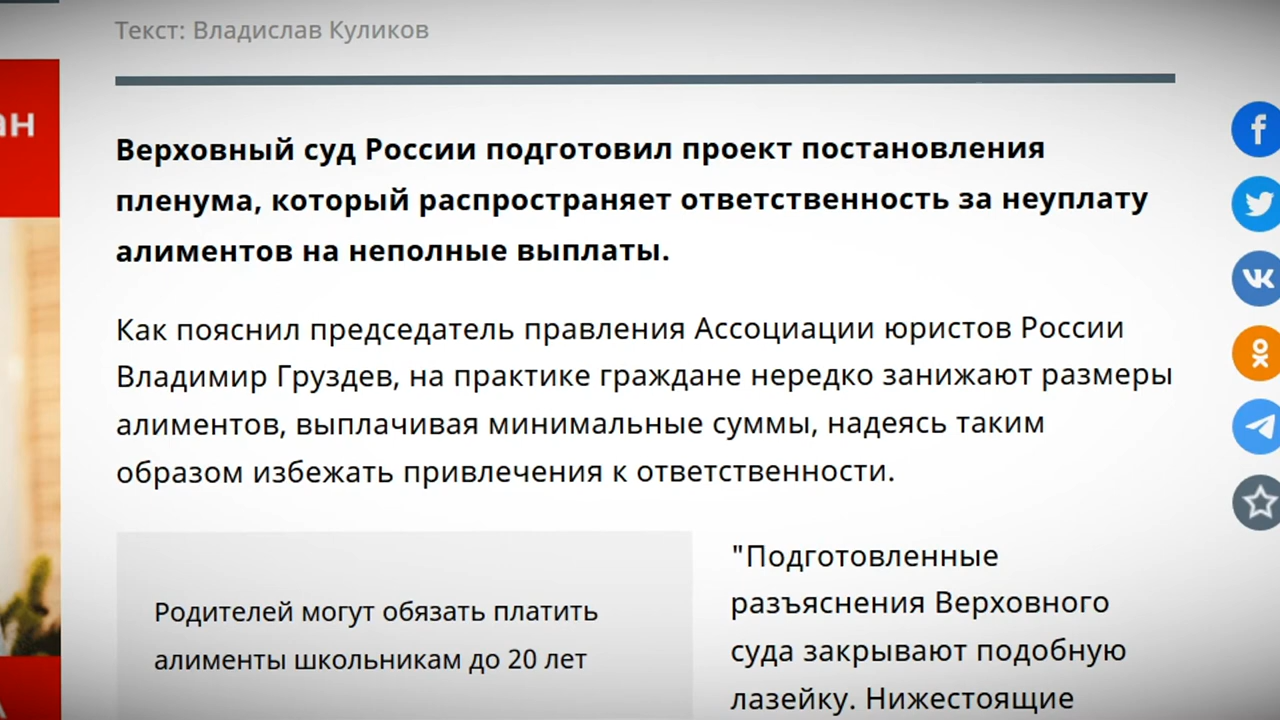 Текст: Владислав Куликов
ан
Верховный суд России подготовил проект постановления
пленума, который распространяет ответственность за неуплату
алиментов на неполные выплаты.
Как пояснил председатель правления Ассоциации юристов России
Владимир Груздев, на практике граждане нередко занижают размеры
алиментов, выплачивая минимальные суммы, надеясь таким
образом избежать привлечения к ответственности.
Родителей могут обязать платить
алименты школьникам до 20 лет
"Подготовленные
разъяснения Верховного
суда закрывают подобную
лазейку. Нижестоящие